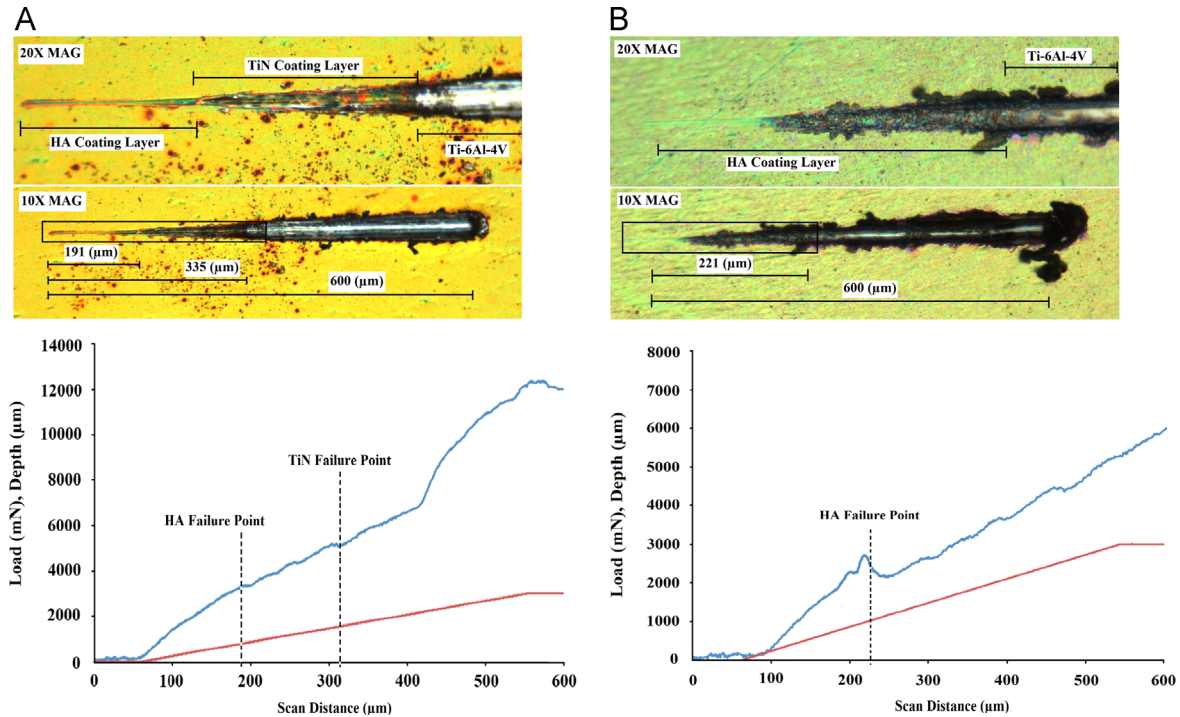 A
20X MAG
TiN Coating Layer
HA Coating Layer
Ti-6Al-4V
10X MAG
191 (µm)
335 (µm)
600 (µm)
14000
12000
10000
8000
6000
4000
2000
0
Load (mN), Depth (µm)
HA Failure Point
TiN Failure Point
0 100 200 300 400 500 600
Scan Distance (µm)
B
20X MAG
Ti-6Al-4V
HA Coating Layer
10X MAG
221 (µm)
600 (µm)
8000
7000
6000
5000
4000
3000
2000
1000
0
Load (mN), Depth (µm)
HA Failure Point
0 100 200 300 400 500 600
Scan Distance (µm)